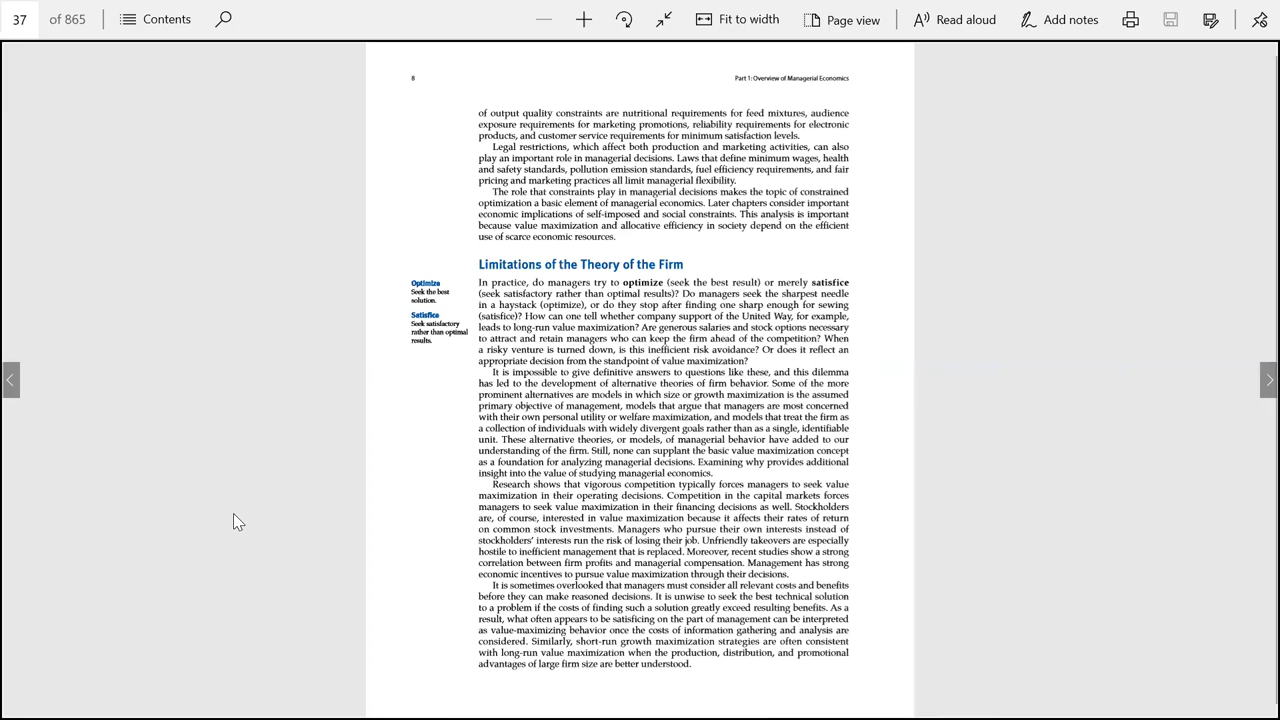 37 of 865 Contents Fit to width Page view Read aloud Add notes
8 Part 1: Overview of Managerial Economics
of output quality constraints are nutritional requirements for feed mixtures, audience
exposure requirements for marketing promotions, reliability requirements for electronic
products, and customer service requirements for minimum satisfaction levels.
Legal restrictions, which affect both production and marketing activities, can also
play an important role in managerial decisions. Laws that define minimum wages, health
and safety standards, pollution emission standards, fuel efficiency requirements, and fair
pricing and marketing practices all limit managerial flexibility.
The role that constraints play in managerial decisions makes the topic of constrained
optimization a basic element of managerial economics. Later chapters consider important
economic implications of self-imposed and social constraints. This analysis is important
because value maximization and allocative efficiency in society depend on the efficient
use of scarce economic resources.
Limitations of the Theory of the Firm
Optimize
Seek the best
solution.
Satisfice
Seek satisfactory
rather than optimal
results.
In practice, do managers try to optimize (seek the best result) or merely satisfice
(seek satisfactory rather than optimal results)? Do managers seek the sharpest needle
in a haystack (optimize), or do they stop after finding one sharp enough for sewing
(satisfice)? How can one tell whether company support of the United Way, for example,
leads to long-run value maximization? Are generous salaries and stock options necessary
to attract and retain managers who can keep the firm ahead of the competition? When
a risky venture is turned down, is this inefficient risk avoidance? Or does it reflect an
appropriate decision from the standpoint of value maximization?
It is impossible to give definitive answers to questions like these, and this dilemma
has led to the development of alternative theories of firm behavior. Some of the more
prominent alternatives are models in which size or growth maximization is the assumed
primary objective of management, models that argue that managers are most concerned
with their own personal utility or welfare maximization, and models that treat the firm as
a collection of individuals with widely divergent goals rather than as a single, identifiable
unit. These alternative theories, or models, of managerial behavior have added to our
understanding of the firm. Still, none can supplant the basic value maximization concept
as a foundation for analyzing managerial decisions. Examining why provides additional
insight into the value of studying managerial economics.
Research shows that vigorous competition typically forces managers to seek value
maximization in their operating decisions. Competition in the capital markets forces
managers to seek value maximization in their financing decisions as well. Stockholders
are, of course, interested in value maximization because it affects their rates of return
on common stock investments. Managers who pursue their own interests instead of
stockholders' interests run the risk of losing their job. Unfriendly takeovers are especially
hostile to inefficient management that is replaced. Moreover, recent studies show a strong
correlation between firm profits and managerial compensation. Management has strong
economic incentives to pursue value maximization through their decisions.
It is sometimes overlooked that managers must consider all relevant costs and benefits
before they can make reasoned decisions. It is unwise to seek the best technical solution
to a problem if the costs of finding such a solution greatly exceed resulting benefits. As a
result, what often appears to be satisficing on the part of management can be interpreted
as value-maximizing behavior once the costs of information gathering and analysis are
considered. Similarly, short-run growth maximization strategies are often consistent
with long-run value maximization when the production, distribution, and promotional
advantages of large firm size are better understood.